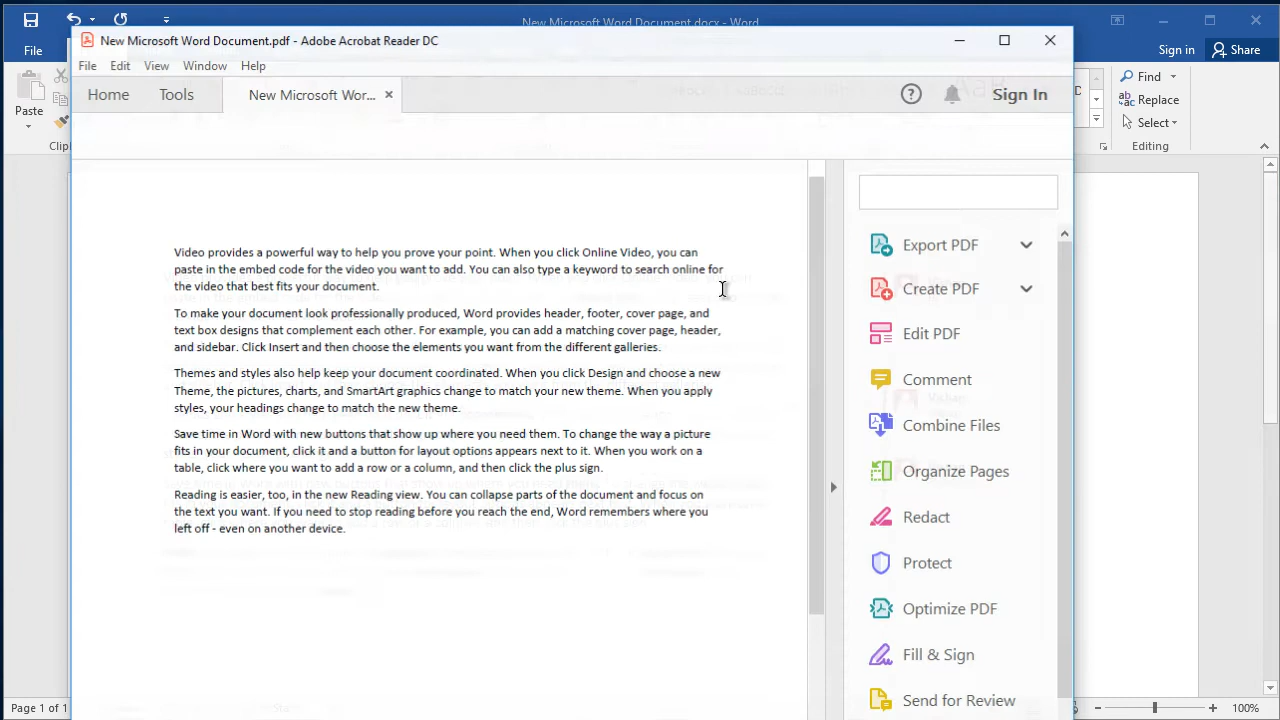 New Microsoft Word Document.docx - Word
File
Sign in
Share
Paste
Find
Replace
Select
Editing
New Microsoft Word Document.pdf - Adobe Acrobat Reader DC
File Edit View Window Help
Home Tools New Microsoft Wor... Sign In
Video provides a powerful way to help you prove your point. When you click Online Video, you can
paste in the embed code for the video you want to add. You can also type a keyword to search online for
the video that best fits your document.
To make your document look professionally produced, Word provides header, footer, cover page, and
text box designs that complement each other. For example, you can add a matching cover page, header,
and sidebar. Click Insert and then choose the elements you want from the different galleries.
Themes and styles also help keep your document coordinated. When you click Design and choose a new
Theme, the pictures, charts, and SmartArt graphics change to match your new theme. When you apply
styles, your headings change to match the new theme.
Save time in Word with new buttons that show up where you need them. To change the way a picture
fits in your document, click it and a button for layout options appears next to it. When you work on a
table, click where you want to add a row or a column, and then click the plus sign.
Reading is easier, too, in the new Reading view. You can collapse parts of the document and focus on
the text you want. If you need to stop reading before you reach the end, Word remembers where you
left off - even on another device.
Export PDF
Create PDF
Edit PDF
Comment
Combine Files
Organize Pages
Redact
Protect
Optimize PDF
Fill & Sign
Send for Review
Page 1 of 1
100%